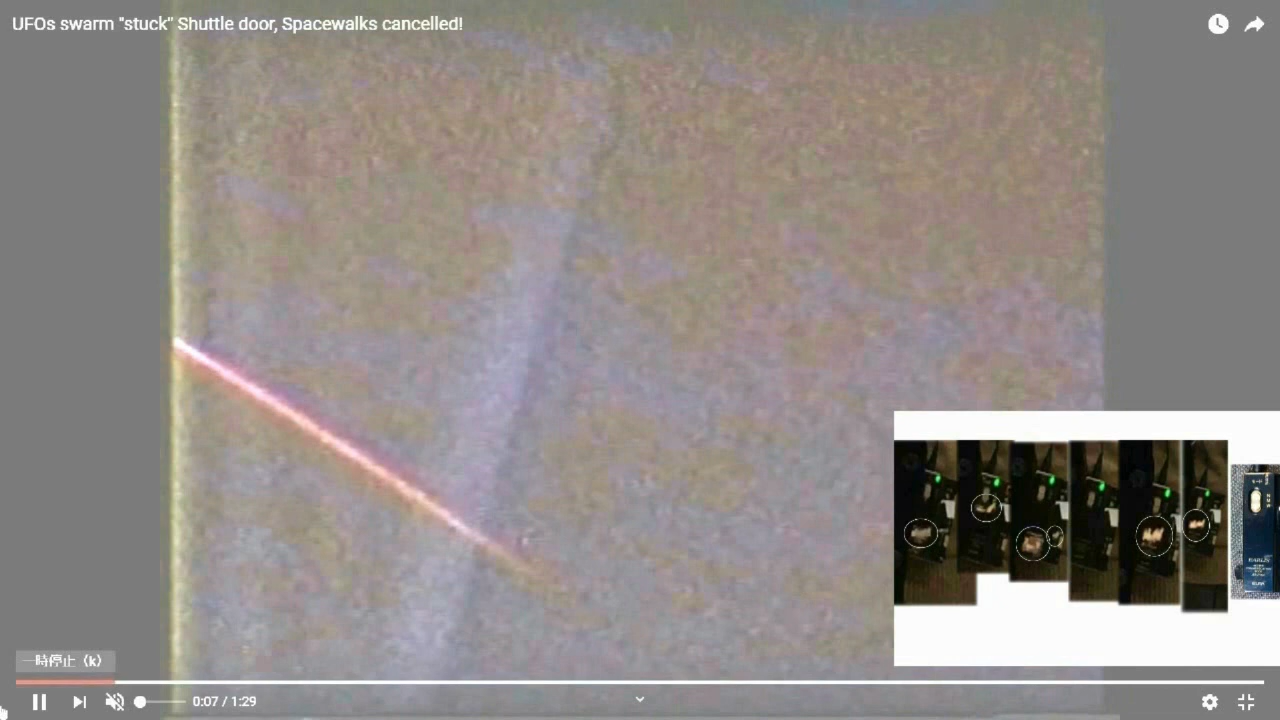 UFOs swarm "stuck" Shuttle door, Spacewalks cancelled!
一時停止（k）
0:07 / 1:29